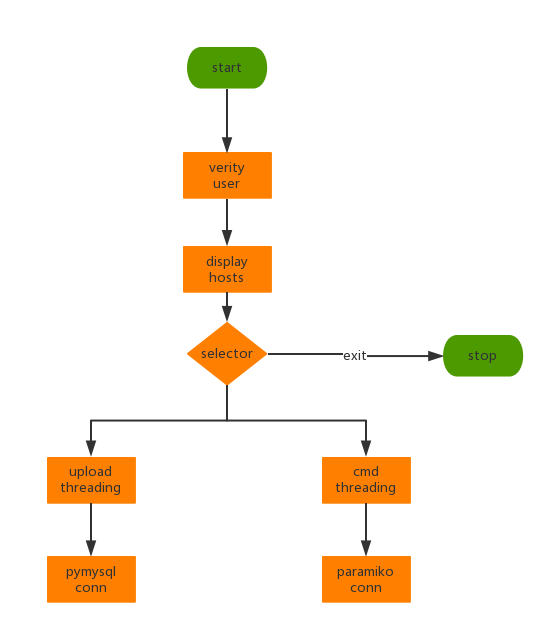 start
verity
user
display
hosts
selector
exit
stop
upload
threading
cmd
threading
pymysql
conn
paramiko
conn